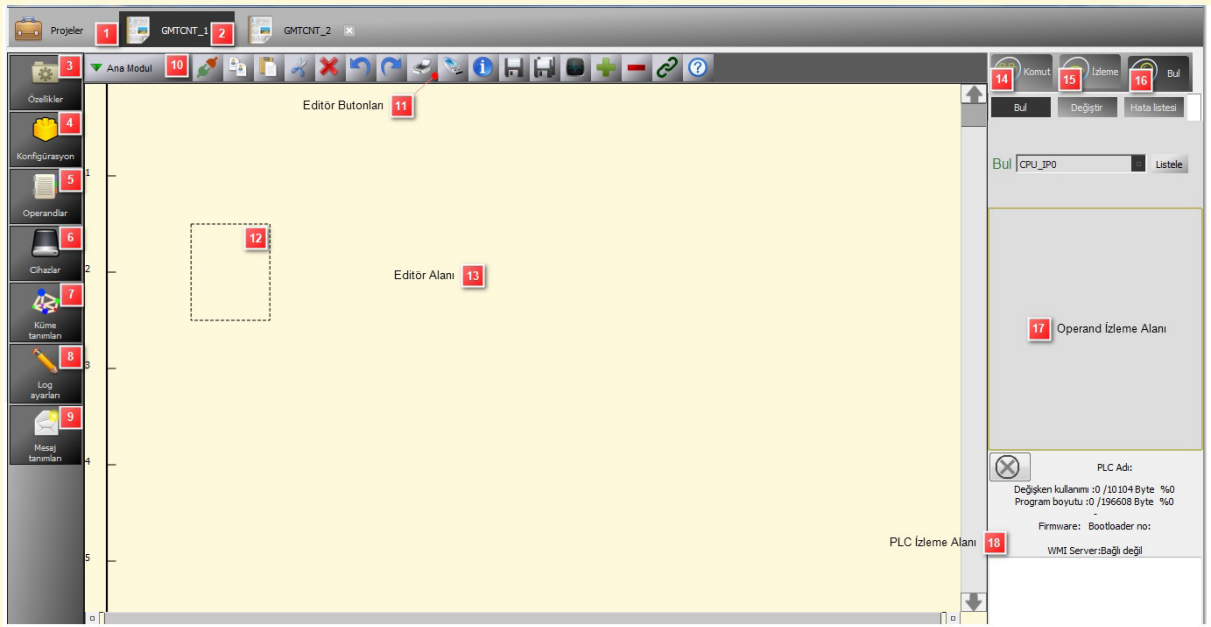 Projeler
1
GMTCNT_1
2
GMTCNT_2
3
Özellikler
4
Konfigürasyon
5
Operandlar
6
Cihazlar
7
Küme
tanımları
8
Log
ayarları
9
Mesaj
tanımları
Ana Modul
10
Editör Butonları
11
1
2
3
4
5
12
Editör Alanı
13
14
Komut
15
İzleme
16
Bul
Bul
Değiştir
Hata listesi
Bul
CPU_IP0
Listele
17
Operand İzleme Alanı
PLC Adı:
Değişken kullanımı :0 /10104 Byte %0
Program boyutu :0 /196608 Byte %0
-
Firmware: Bootloader no:
PLC İzleme Alanı
18
WMI Server:Bağlı değil